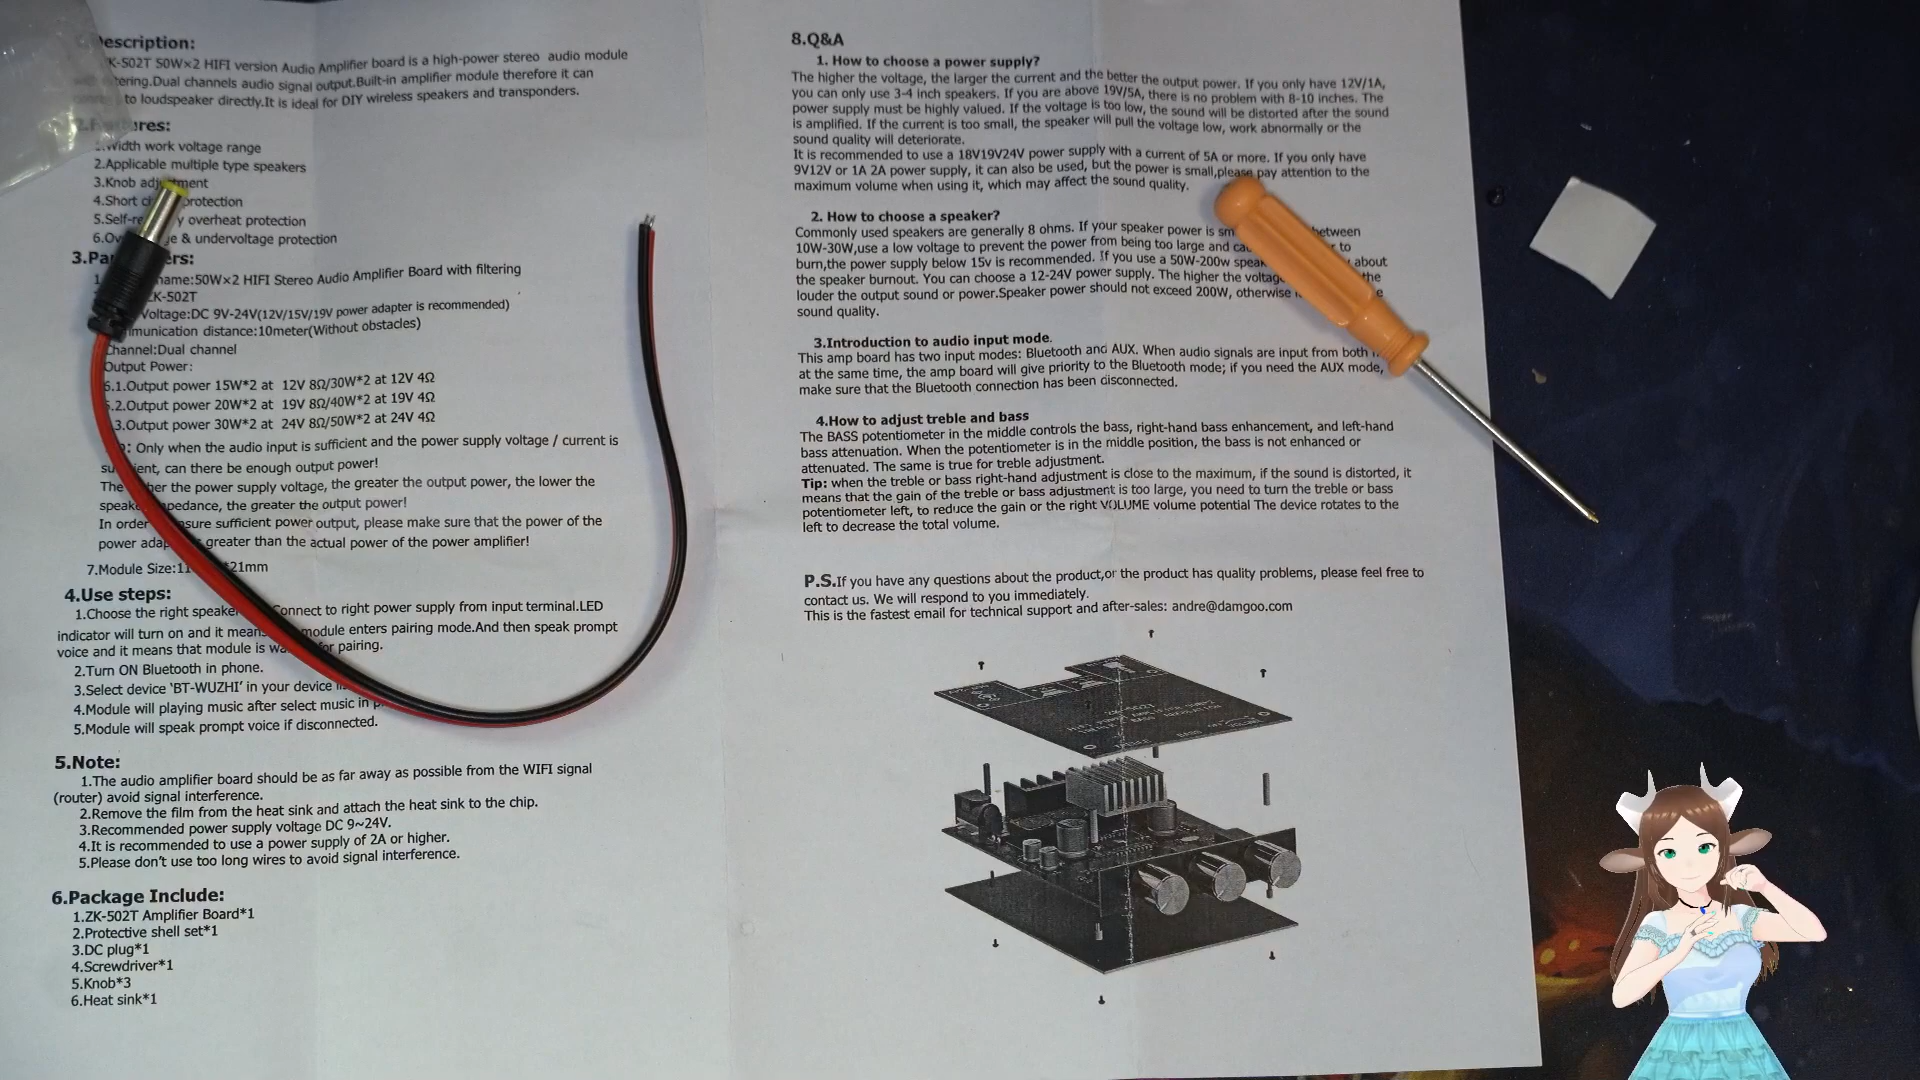 Description:
K-502T 50W×2 HIFI version Audio Amplifier board is a high-power stereo audio module
tering.Dual channels audio signal output.Built-in amplifier module therefore it can
to loudspeaker directly.It is ideal for DIY wireless speakers and transponders.
2.Features:
1.Width work voltage range
2.Applicable multiple type speakers
3.Knob adjustment
4.Short protection
5.Self- overheat protection
6. & undervoltage protection
3.
name:50W×2 HIFI Stereo Audio Amplifier Board with filtering
ZK-502T
Voltage:DC 9V-24V(12V/15V/19V power adapter is recommended)
mmunication distance:10meter(Without obstacles)
Channel:Dual channel
Output Power:
6.1.Output power 15W*2 at 12V 8Ω/30W*2 at 12V 4Ω
6.2.Output power 20W*2 at 19V 8Ω/40W*2 at 19V 4Ω
3.Output power 30W*2 at 24V 8Ω/50W*2 at 24V 4Ω
Only when the audio input is sufficient and the power supply voltage / current is
sufficient, can there be enough output power!
The higher the power supply voltage, the greater the output power, the lower the
speaker impedance, the greater the output power!
In order ensure sufficient power output, please make sure that the power of the
power adapter greater than the actual power of the power amplifier!
7.Module Size: *21mm
4.Use steps:
1.Choose the right speaker Connect to right power supply from input terminal.LED
indicator will turn on and it means module enters pairing mode.And then speak prompt
voice and it means that module is for pairing.
2.Turn ON Bluetooth in phone.
3.Select device 'BT-WUZHI' in your device
4.Module will playing music after select music in
5.Module will speak prompt voice if disconnected.
5.Note:
1.The audio amplifier board should be as far away as possible from the WIFI signal
(router) avoid signal interference.
2.Remove the film from the heat sink and attach the heat sink to the chip.
3.Recommended power supply voltage DC 9~24V.
4.It is recommended to use a power supply of 2A or higher.
5.Please don't use too long wires to avoid signal interference.
6.Package Include:
1.ZK-502T Amplifier Board*1
2.Protective shell set*1
3.DC plug*1
4.Screwdriver*1
5.Knob*3
6.Heat sink*1
8.Q&A
1. How to choose a power supply?
The higher the voltage, the larger the current and the better the output power. If you only have 12V/1A,
you can only use 3-4 inch speakers. If you are above 19V/5A, there is no problem with 8-10 inches. The
power supply must be highly valued. If the voltage is too low, the sound will be distorted after the sound
is amplified. If the current is too small, the speaker will pull the voltage low, work abnormally or the
sound quality will deteriorate.
It is recommended to use a 18V19V24V power supply with a current of 5A or more. If you only have
9V12V or 1A 2A power supply, it can also be used, but the power is small,please pay attention to the
maximum volume when using it, which may affect the sound quality.
2. How to choose a speaker?
Commonly used speakers are generally 8 ohms. If your speaker power is between
10W-30W,use a low voltage to prevent the power from being too large and to
burn,the power supply below 15v is recommended. If you use a 50W-200w about
the speaker burnout. You can choose a 12-24V power supply. The higher the voltage the
louder the output sound or power.Speaker power should not exceed 200W, otherwise
sound quality.
3.Introduction to audio input mode.
This amp board has two input modes: Bluetooth and AUX. When audio signals are input from both
at the same time, the amp board will give priority to the Bluetooth mode; if you need the AUX mode,
make sure that the Bluetooth connection has been disconnected.
4.How to adjust treble and bass
The BASS potentiometer in the middle controls the bass, right-hand bass enhancement, and left-hand
bass attenuation. When the potentiometer is in the middle position, the bass is not enhanced or
attenuated. The same is true for treble adjustment.
Tip: when the treble or bass right-hand adjustment is close to the maximum, if the sound is distorted, it
means that the gain of the treble or bass adjustment is too large, you need to turn the treble or bass
potentiometer left, to reduce the gain or the right VOLUME volume potential The device rotates to the
left to decrease the total volume.
P.S.If you have any questions about the product,or the product has quality problems, please feel free to
contact us. We will respond to you immediately.
This is the fastest email for technical support and after-sales: andre@damgoo.com